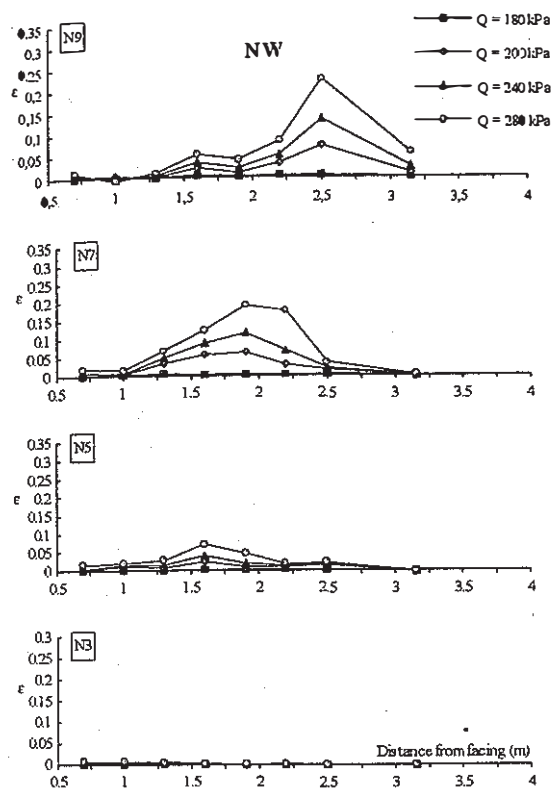 N9
NW
Q = 180 kPa
Q = 200 kPa
Q = 240 kPa
Q = 280 kPa
0,35
0,3
0,25
0,2
0,15
0,1
0,05
0
ε
0,5 1 1,5 2 2,5 3 3,5 4
N7
0.35
0.3
0.25
0.2
0.15
0.1
0.05
0
ε
0.5 1 1.5 2 2.5 3 3.5 4
N5
0.35
0.3
0.25
0.2
0.15
0.1
0.05
0
ε
0.5 1 1.5 2 2.5 3 3.5 4
N3
0.3
0.25
0.2
0.15
0.1
0.05
0
ε
Distance from facing (m)
0.5 1 1.5 2 2.5 3 3.5 4